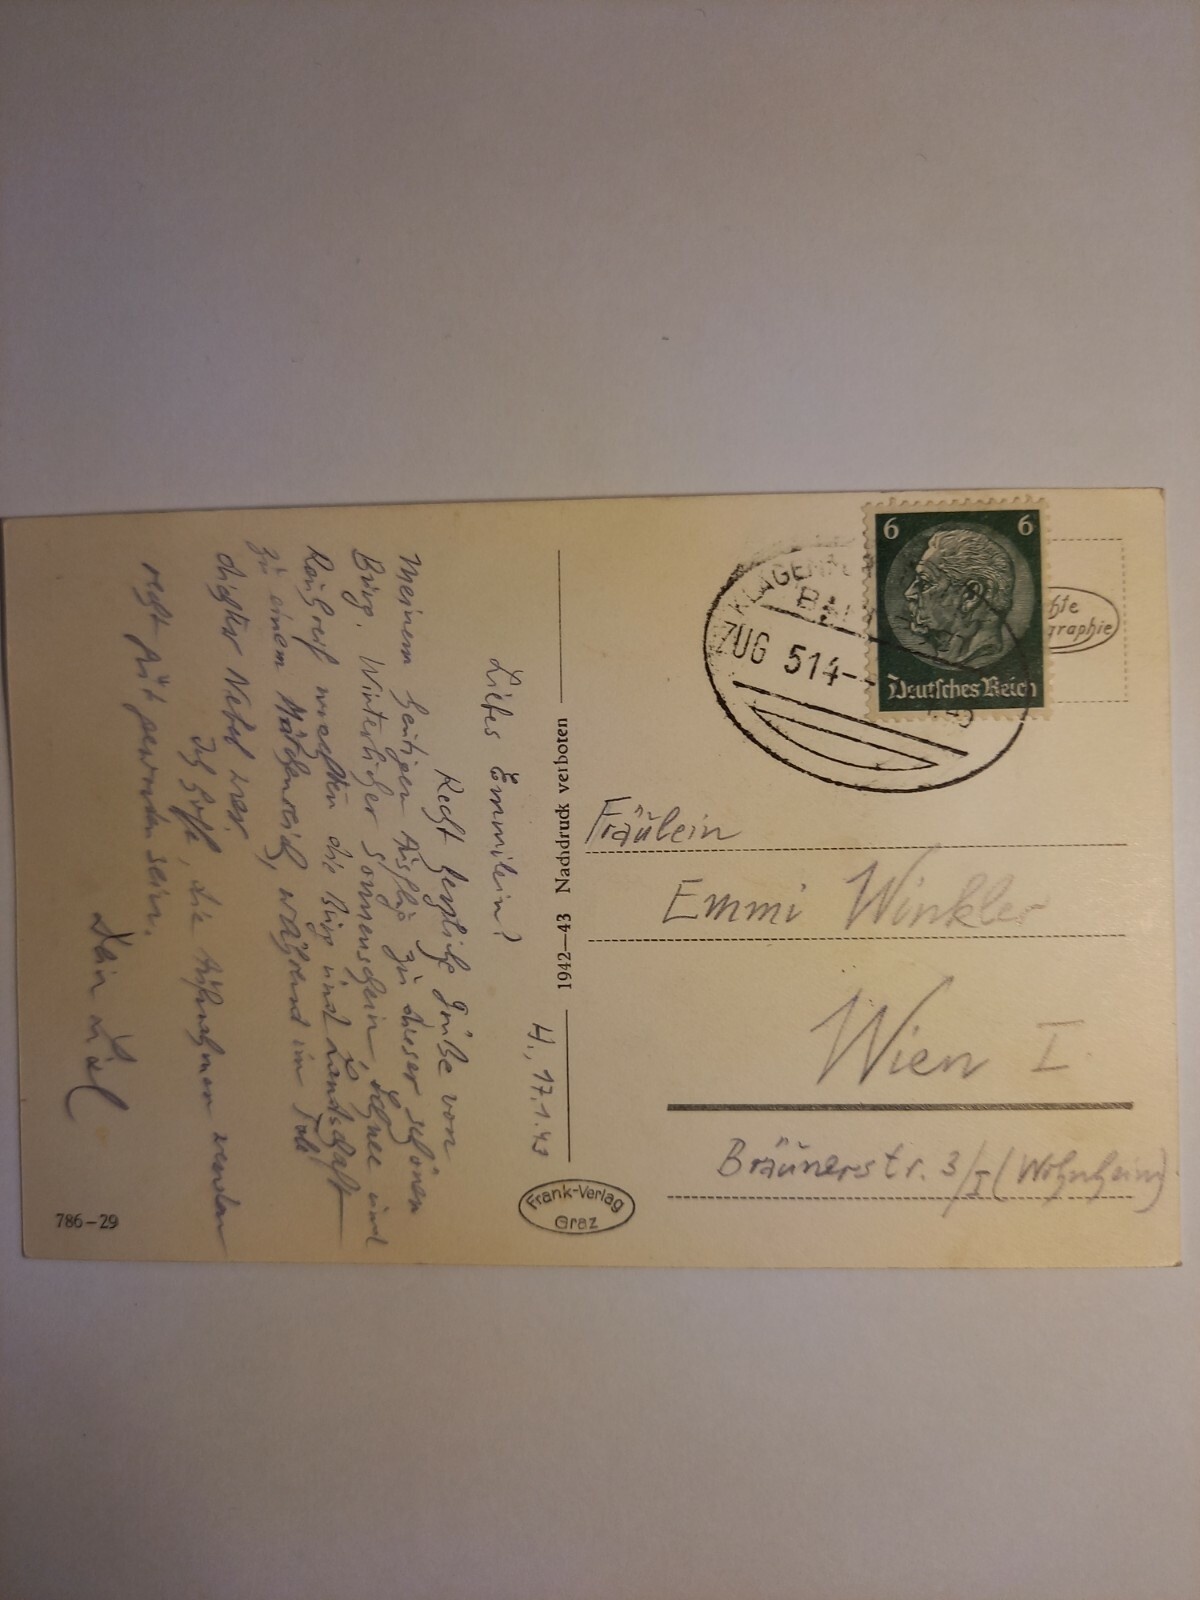 H., 17.1.43
Liebes Emmilein!
Recht herzliche Grüße von
meinem heutigen Ausflug zu dieser schönen
Burg. Winterlicher Sonnenschein, Schnee und
Rauhreif machten die Burg und Landschaft
zu einem Märchenreich, während im Tale
dichter Nebel war.
Ich hoffe, die Aufnahmen werden
recht gut geworden sein.
Dein
786-29
1942—43 Nachdruck verboten
Frank-Verlag
Graz
6 6
Deutsches Reich
KLAGENFURT
BAHNPOST
ZUG 514
Fräulein
Emmi Winkler
Wien I.
Bräunerstr. 3/I (Wohnheim)